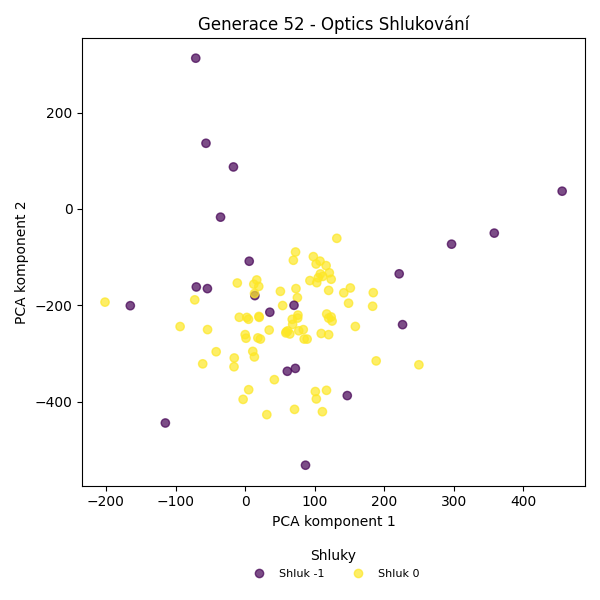 Generace 52 - Optics Shlukování
PCA komponent 2
200
0
−200
−400
−200 −100 0 100 200 300 400
PCA komponent 1
Shluky
Shluk -1 Shluk 0